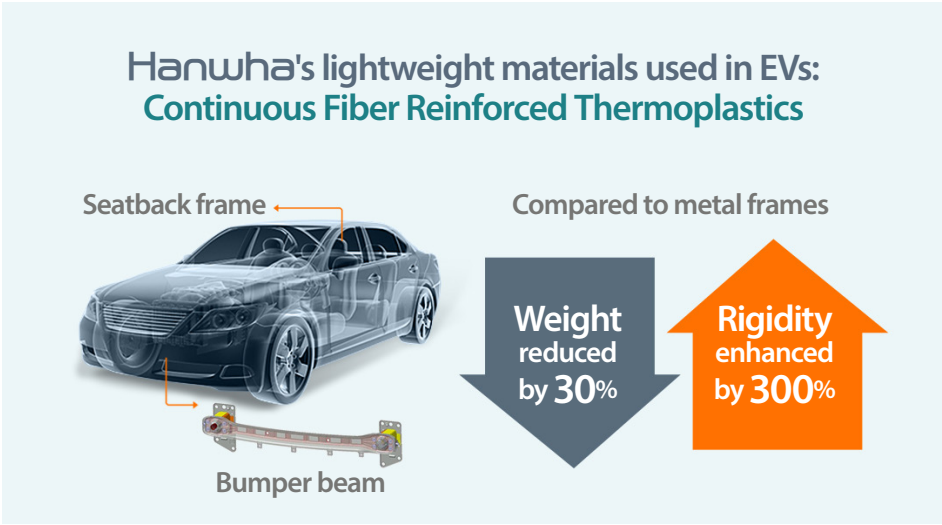 Hanwha's lightweight materials used in EVs:
Continuous Fiber Reinforced Thermoplastics
Seatback frame
Compared to metal frames
Weight
reduced
by 30%
Rigidity
enhanced
by 300%
Bumper beam